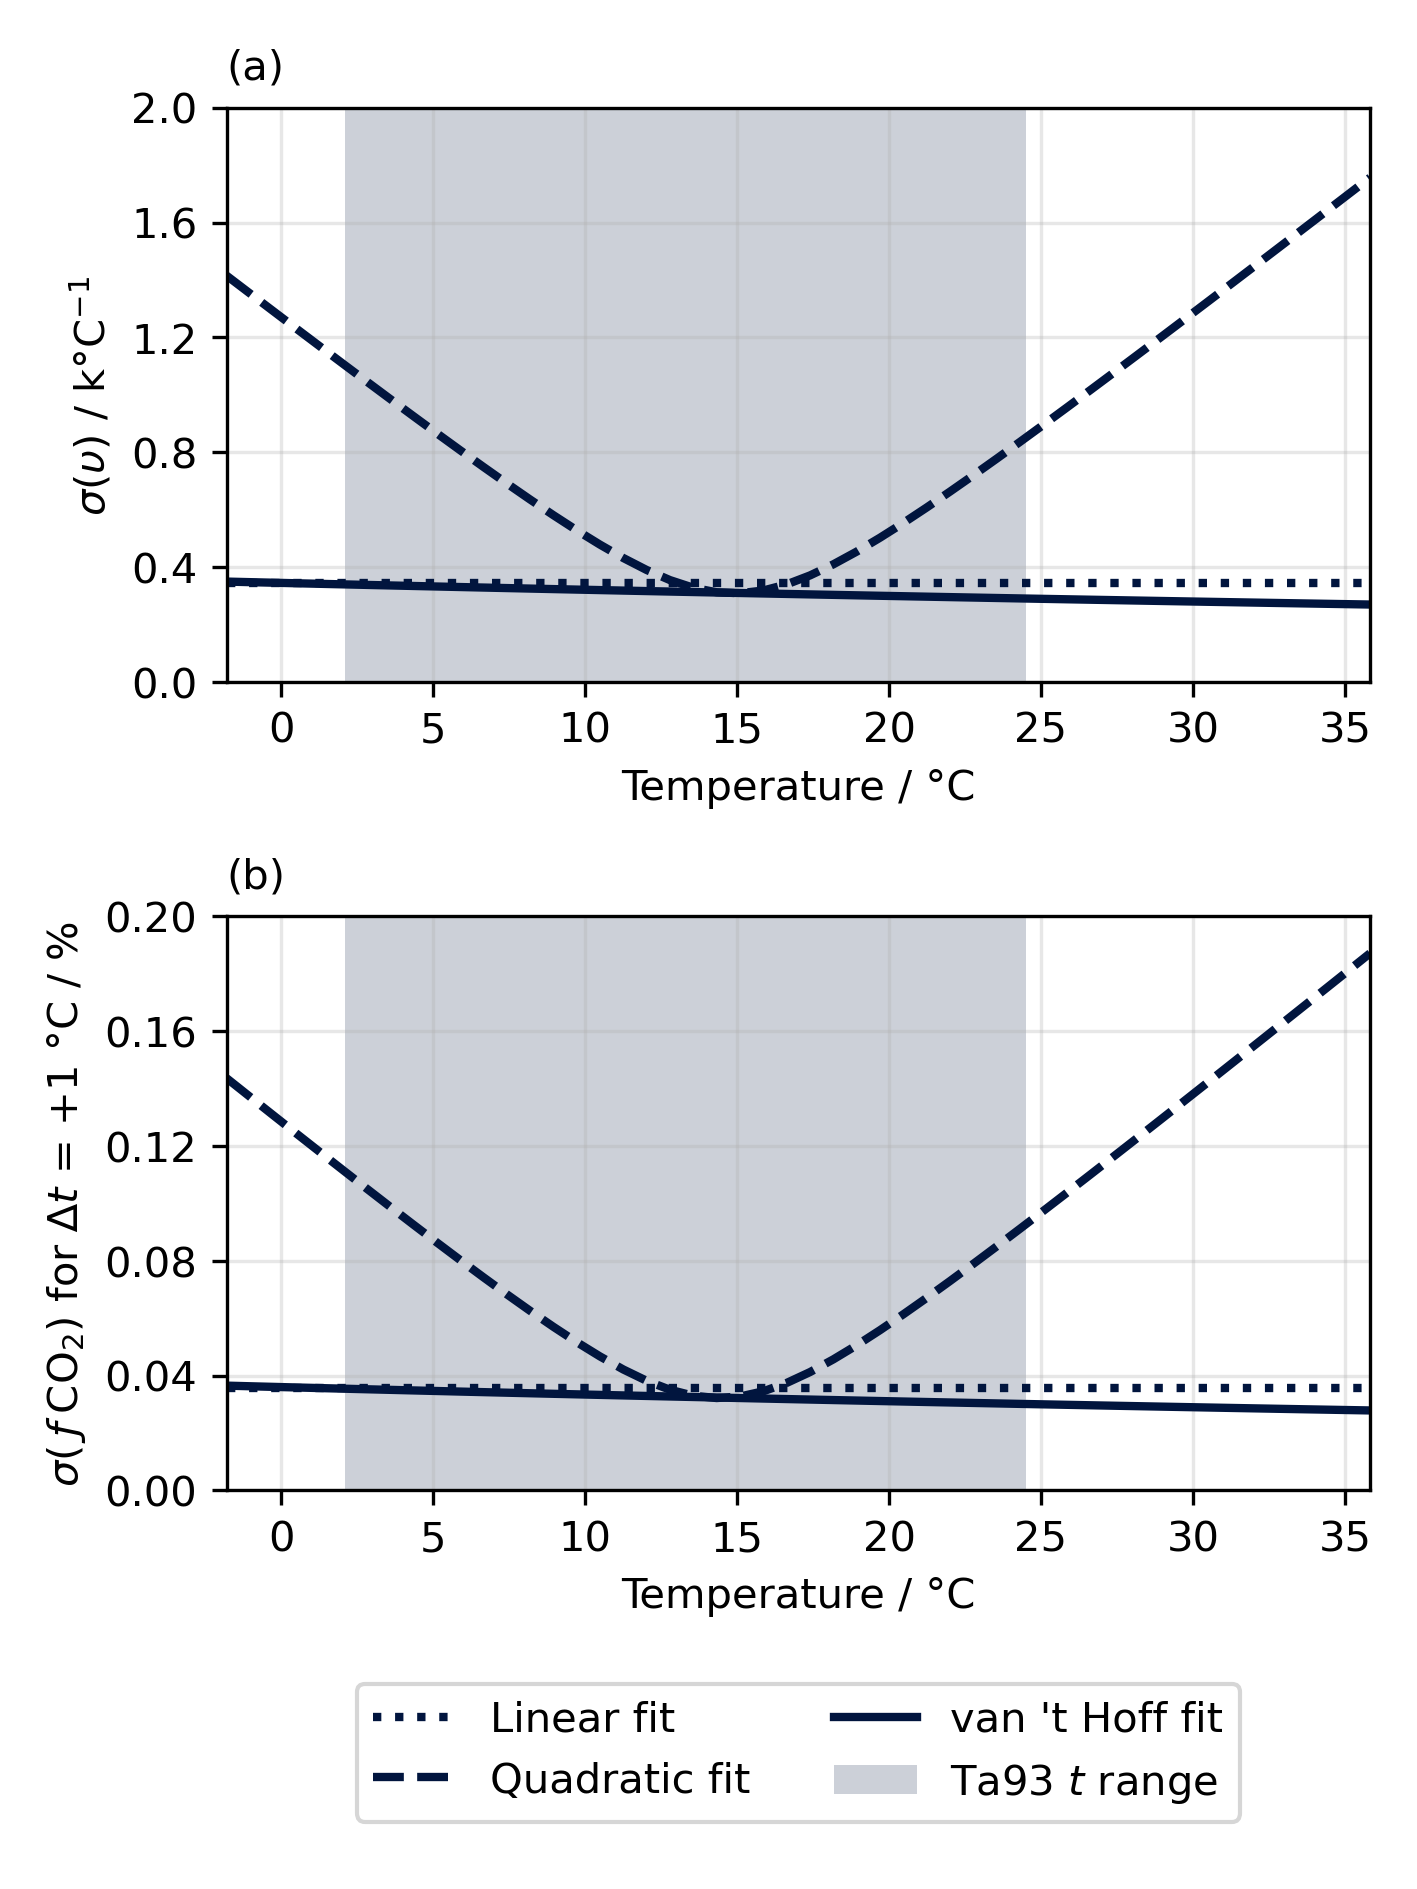 (a)
2.0
1.6
1.2
0.8
0.4
0.0
σ(υ) / k°C⁻¹
0 5 10 15 20 25 30 35
Temperature / °C
(b)
0.20
0.16
0.12
0.08
0.04
0.00
σ(fCO₂) for Δt = +1 °C / %
0 5 10 15 20 25 30 35
Temperature / °C
Linear fit
Quadratic fit
van 't Hoff fit
Ta93 t range